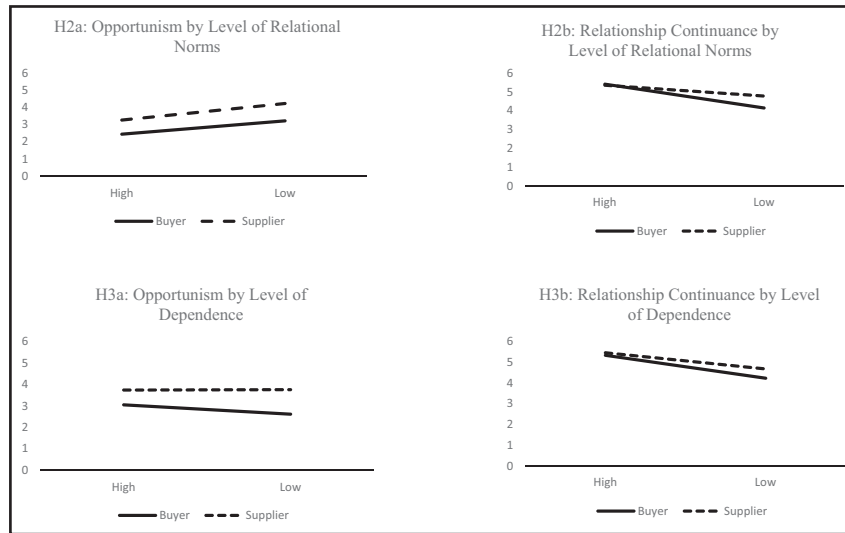 H2a: Opportunism by Level of Relational
Norms
6
5
4
3
2
1
0
High Low
Buyer Supplier
H2b: Relationship Continuance by
Level of Relational Norms
6
5
4
3
2
1
0
High Low
Buyer Supplier
H3a: Opportunism by Level of
Dependence
6
5
4
3
2
1
0
High Low
Buyer Supplier
H3b: Relationship Continuance by Level
of Dependence
6
5
4
3
2
1
0
High Low
Buyer Supplier